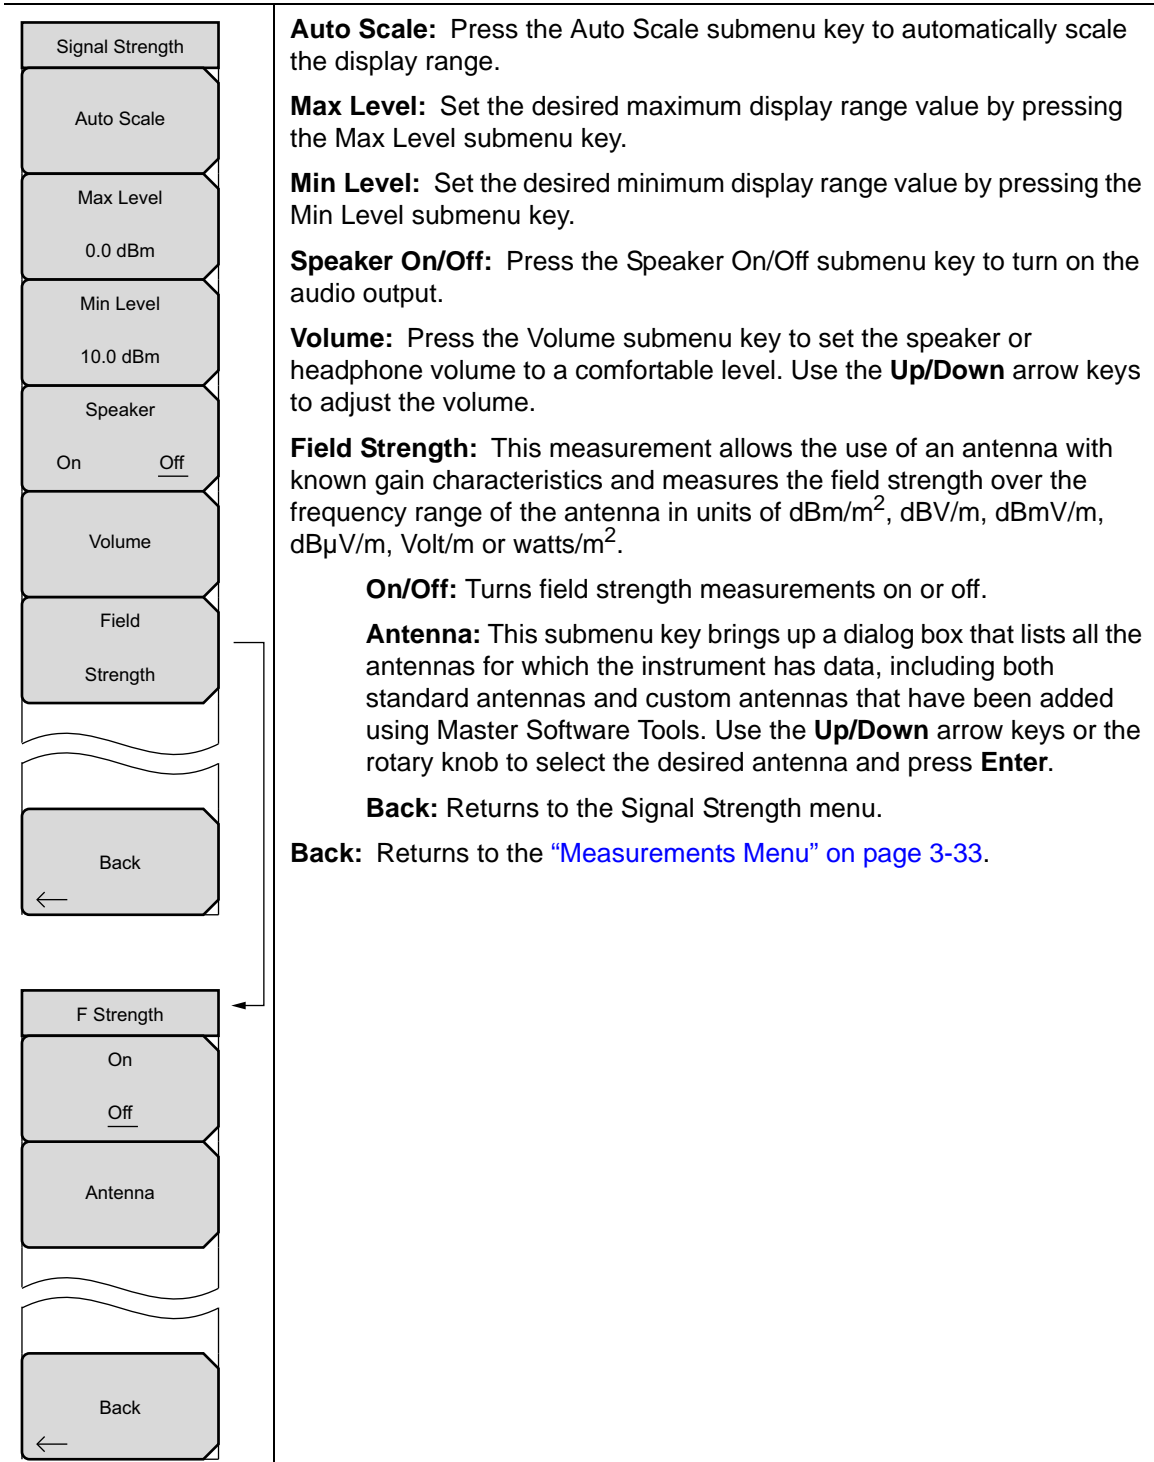 Signal Strength
Auto Scale
Max Level
0.0 dBm
Min Level
10.0 dBm
Speaker
On Off
Volume
Field
Strength
Back
F Strength
On
Off
Antenna
Back
Auto Scale: Press the Auto Scale submenu key to automatically scale
the display range.
Max Level: Set the desired maximum display range value by pressing
the Max Level submenu key.
Min Level: Set the desired minimum display range value by pressing the
Min Level submenu key.
Speaker On/Off: Press the Speaker On/Off submenu key to turn on the
audio output.
Volume: Press the Volume submenu key to set the speaker or
headphone volume to a comfortable level. Use the Up/Down arrow keys
to adjust the volume.
Field Strength: This measurement allows the use of an antenna with
known gain characteristics and measures the field strength over the
frequency range of the antenna in units of dBm/m², dBV/m, dBmV/m,
dBµV/m, Volt/m or watts/m².
On/Off: Turns field strength measurements on or off.
Antenna: This submenu key brings up a dialog box that lists all the
antennas for which the instrument has data, including both
standard antennas and custom antennas that have been added
using Master Software Tools. Use the Up/Down arrow keys or the
rotary knob to select the desired antenna and press Enter.
Back: Returns to the Signal Strength menu.
Back: Returns to the “Measurements Menu” on page 3-33.